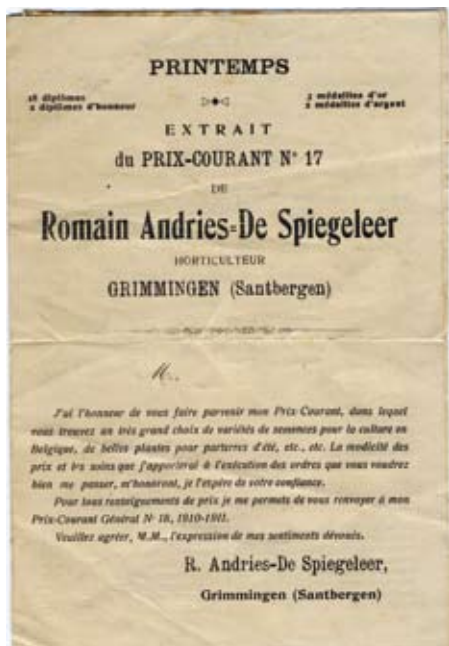 PRINTEMPS
18 diplômes
2 diplômes d'honneur
3 médailles d'or
2 médailles d'argent
EXTRAIT
du PRIX-COURANT N° 17
DE
Romain Andries=De Spiegeleer
HORTICULTEUR
GRIMMINGEN (Santbergen)
M..
J'ai l'honneur de vous faire parvenir mon Prix-Courant, dans lequel
vous trouvez un très grand choix de variétés de semences pour la culture en
Belgique, de belles plantes pour parterres d'été, etc., etc. La modicité des
prix et les soins que j'apporterai à l'exécution des ordres que vous voudrez
bien me passer, m'honoront, je l'espère de votre confiance.
Pour tous renseignements de prix je me permets de vous renvoyer à mon
Prix-Courant Général N° 18, 1910-1911.
Veuillez agréer, M.M., l'expression de mes sentiments dévoués.
R. Andries-De Spiegeleer,
Grimmingen (Santbergen)